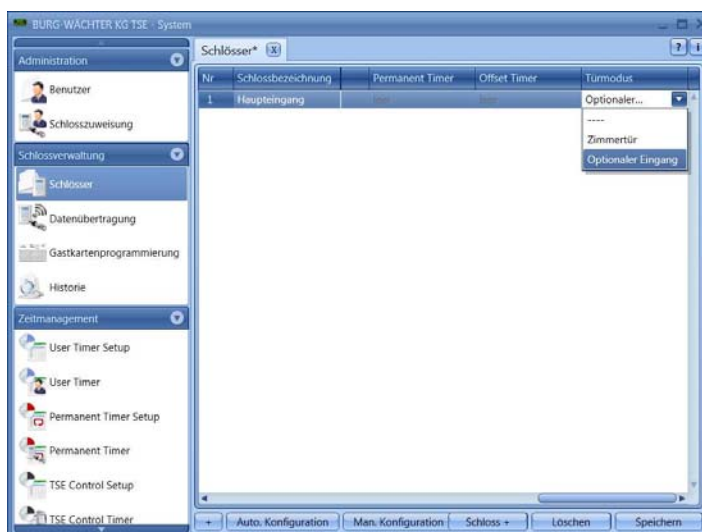 BURG-WÄCHTER KG TSE - System
Administration
Benutzer
Schlosszuweisung
Schlossverwaltung
Schlösser
Datenübertragung
Gastkartenprogrammierung
Historie
Zeitmanagement
User Timer Setup
User Timer
Permanent Timer Setup
Permanent Timer
TSE Control Setup
TSE Control Timer
Schlösser* X
? i
Nr Schlossbezeichnung Permanent Timer Offset Timer Türmodus
1 Haupteingang Optionaler...
----
Zimmertür
Optionaler Eingang
+ Auto. Konfiguration Man. Konfiguration Schloss + Löschen Speichern